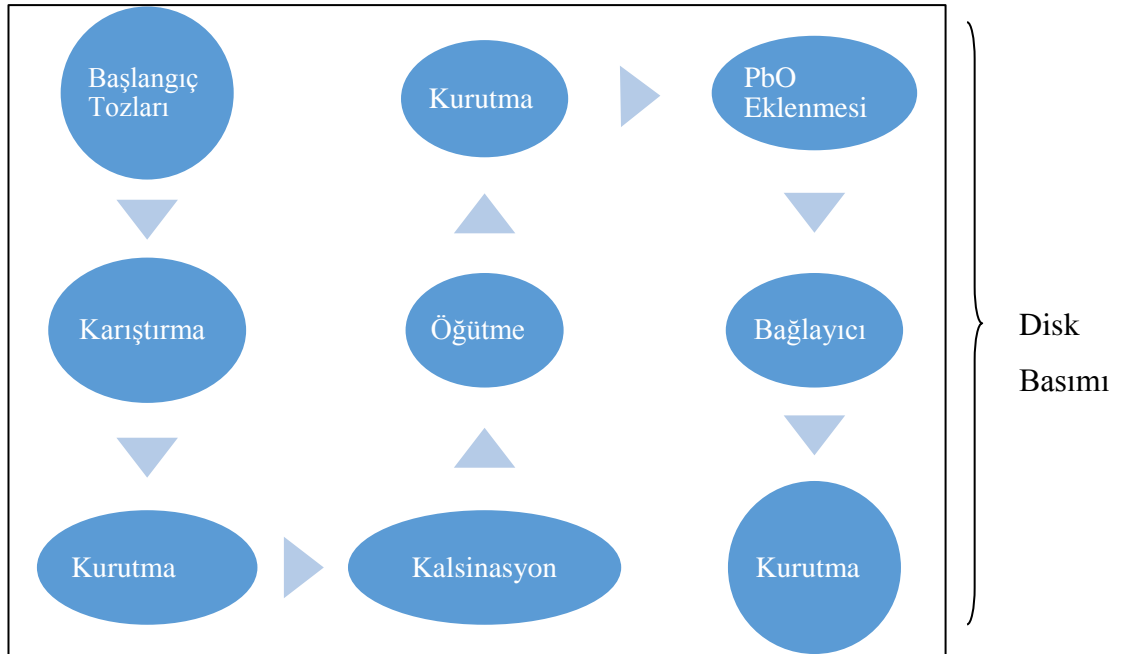 Başlangıç
Tozları
Karıştırma
Kurutma
Kalsinasyon
Öğütme
Kurutma
PbO
Eklenmesi
Bağlayıcı
Kurutma
Disk
Basımı